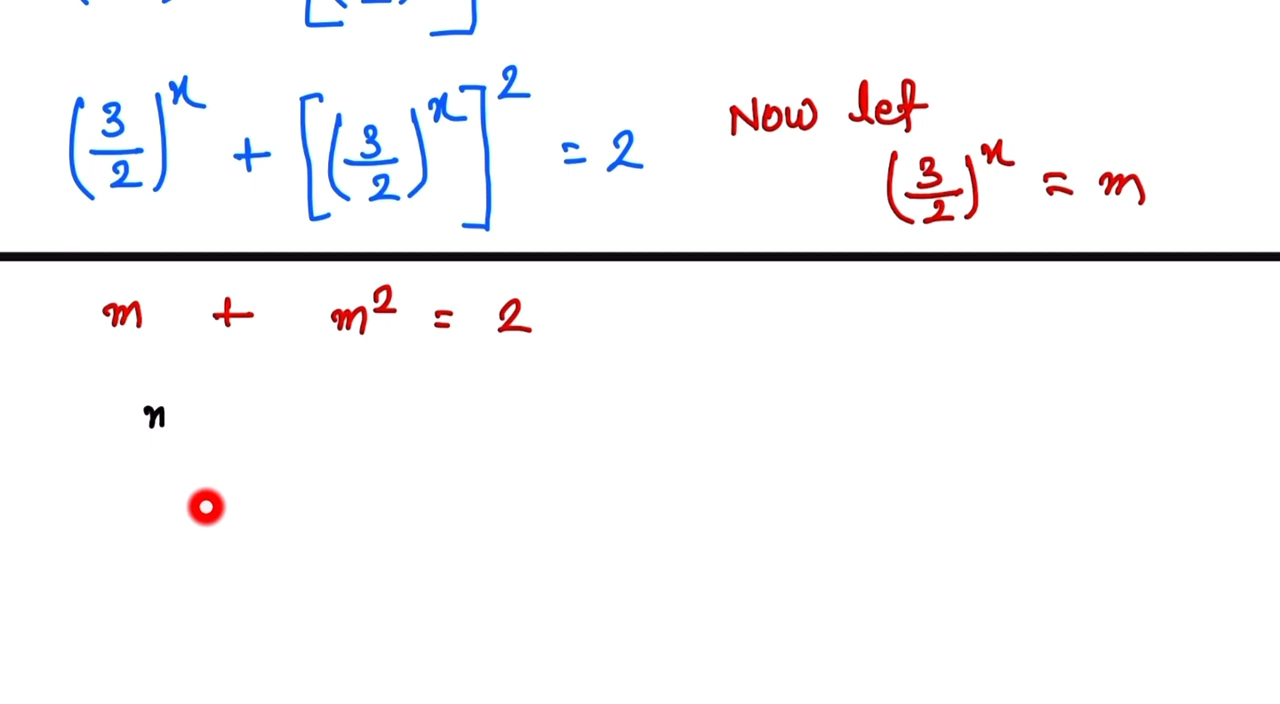 (3/2)^x + [(3/2)^x]^2 = 2
Now let
(3/2)^x = m
m + m^2 = 2
n